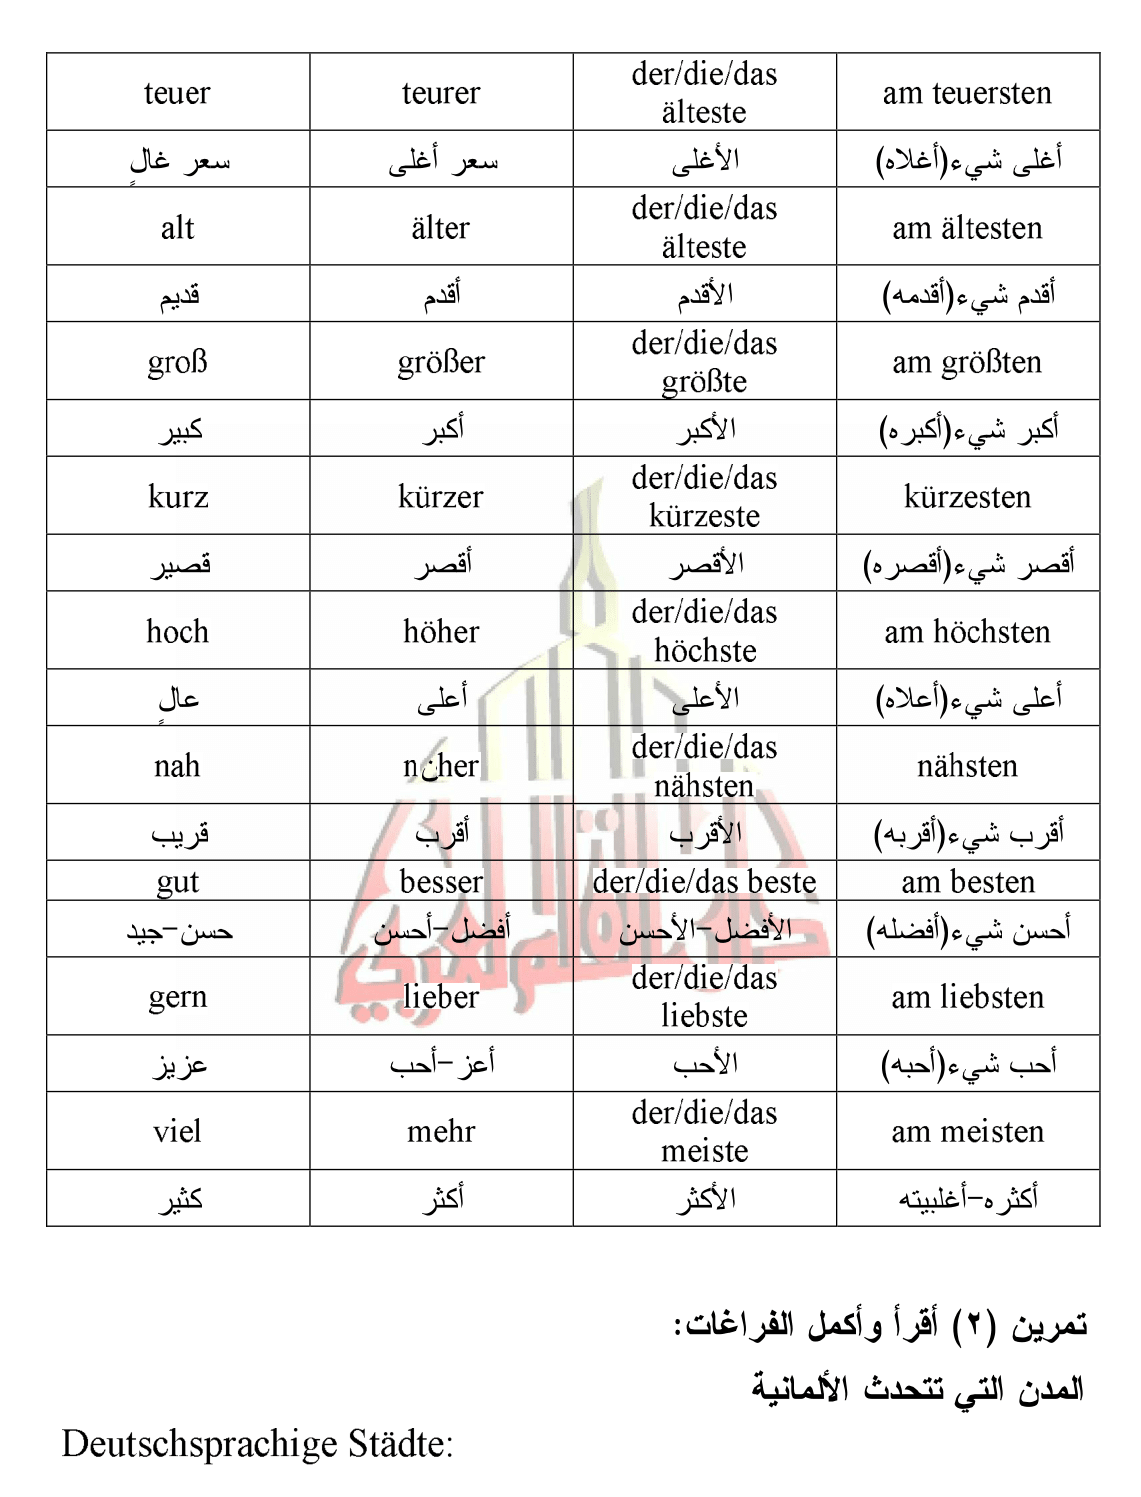 teuer teurer der/die/das älteste am teuersten
سعر غالٍ سعر أغلى الأغلى أغلى شيء(أغلاه)
alt älter der/die/das älteste am ältesten
قديم أقدم الأقدم أقدم شيء(أقدمه)
groß größer der/die/das größte am größten
كبير أكبر الأكبر أكبر شيء(أكبره)
kurz kürzer der/die/das kürzeste kürzesten
قصير أقصر الأقصر أقصر شيء(أقصره)
hoch höher der/die/das höchste am höchsten
عالٍ أعلى الأعلى أعلى شيء(أعلاه)
nah nنher der/die/das nähsten nähsten
قريب أقرب الأقرب أقرب شيء(أقربه)
gut besser der/die/das beste am besten
حسن-جيد أفضل-أحسن الأفضل-الأحسن أحسن شيء(أفضله)
gern lieber der/die/das liebste am liebsten
عزيز أعز-أحب الأحب أحب شيء(أحبه)
viel mehr der/die/das meiste am meisten
كثير أكثر الأكثر أكثره-أغلبيته
تمرين (٢) أقرأ وأكمل الفراغات:
المدن التي تتحدث الألمانية
Deutschsprachige Städte: